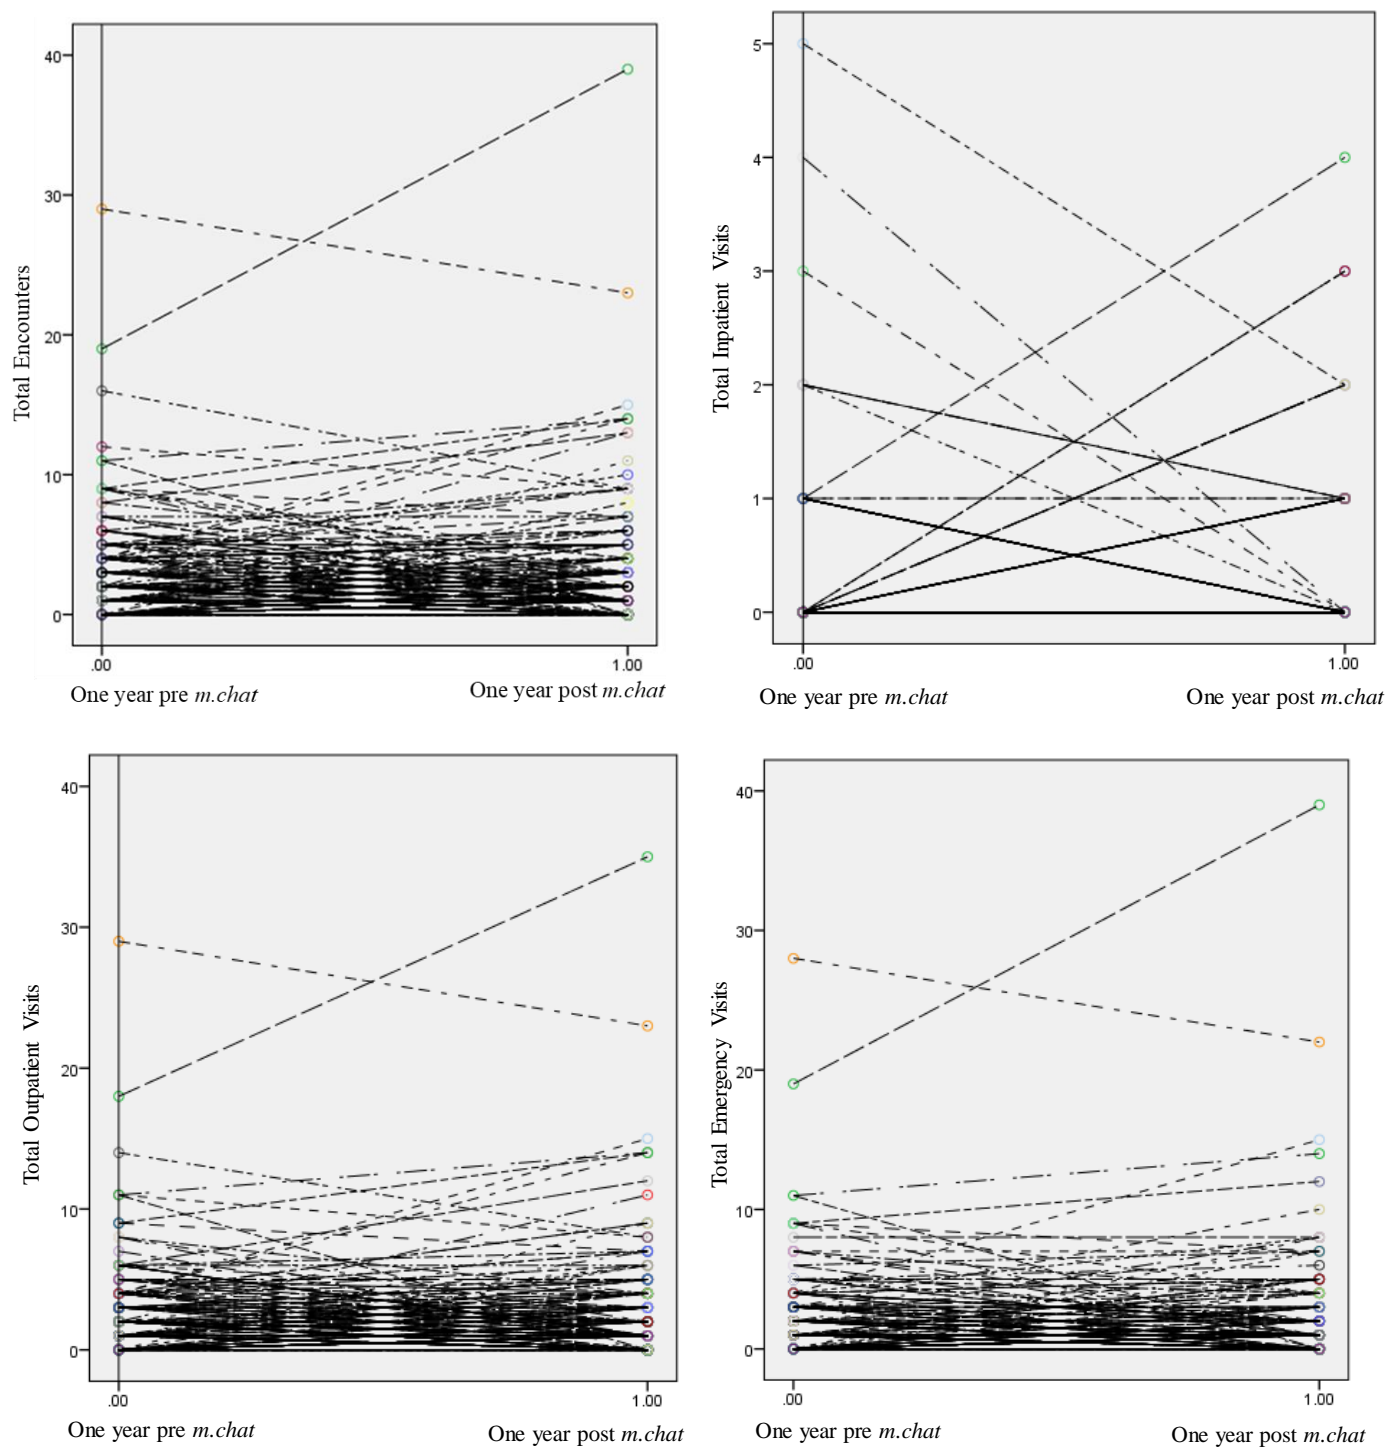 40
30
20
10
0
Total Encounters
.00
1.00
One year pre m.chat
One year post m.chat
5
4
3
2
1
0
Total Inpatient Visits
.00
1.00
One year pre m.chat
One year post m.chat
40
30
20
10
0
Total Outpatient Visits
.00
1.00
One year pre m.chat
One year post m.chat
40
30
20
10
0
Total Emergency Visits
.00
1.00
One year pre m.chat
One year post m.chat